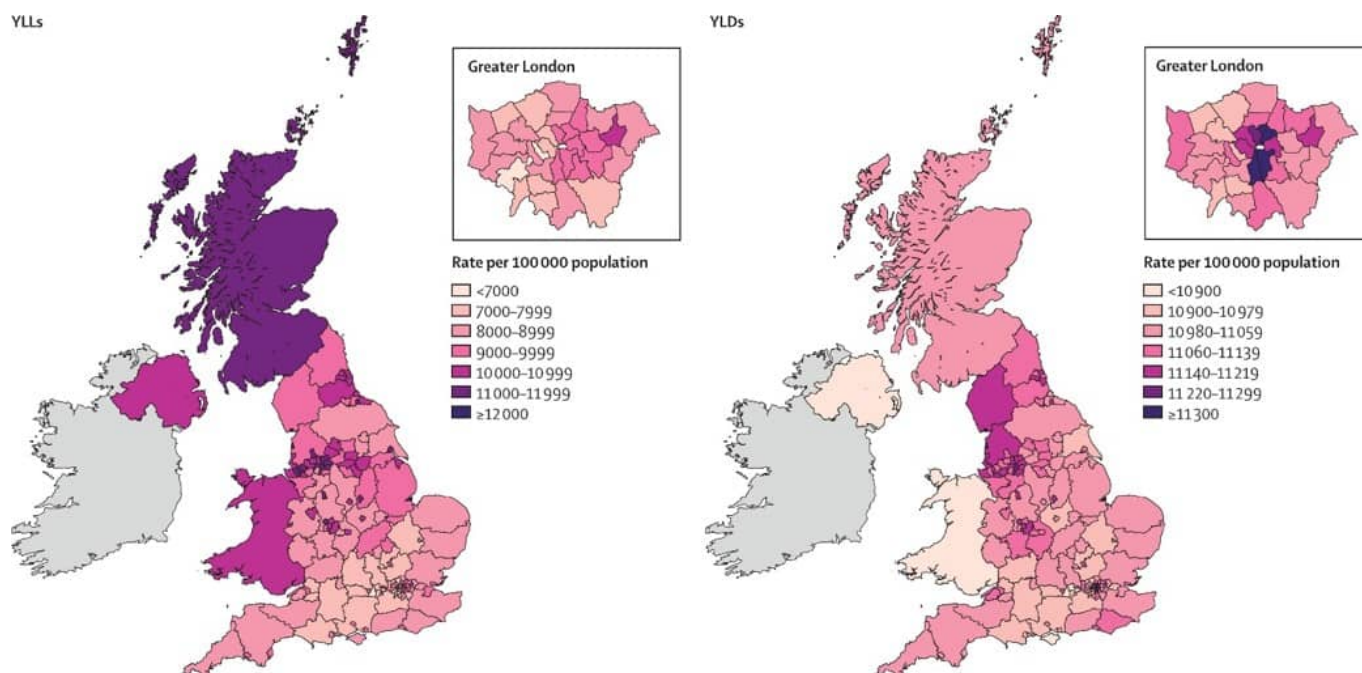 YLLs
Greater London
Rate per 100 000 population
<7000
7000–7999
8000–8999
9000–9999
10 000–10 999
11 000–11 999
≥12 000
YLDs
Greater London
Rate per 100 000 population
<10 900
10 900–10 979
10 980–11 059
11 060–11 139
11 140–11 219
11 220–11 299
≥11 300